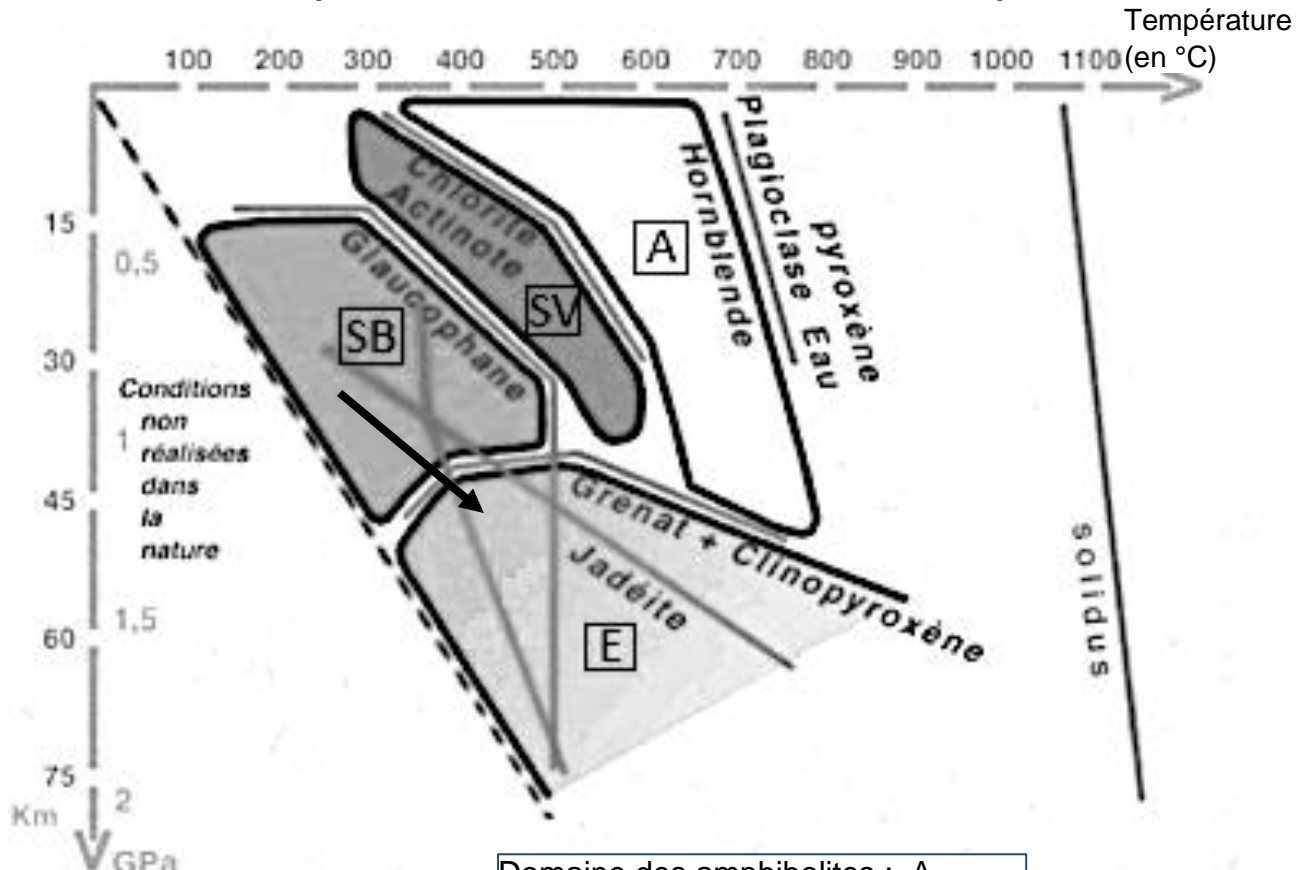 Température
(en °C)
100 200 300 400 500 600 700 800 900 1000 1100
15
0,5
30
1
45
1,5
60
75
2
Km
GPa
Conditions
non
réalisées
dans
la
nature
Chlorite
Actinote
Glaucophane
SB
SV
A
Hornblende
Plagioclase Eau
pyroxène
Grenat + Clinopyroxène
Jadéite
E
solidus
Domaine des amphibolites : A